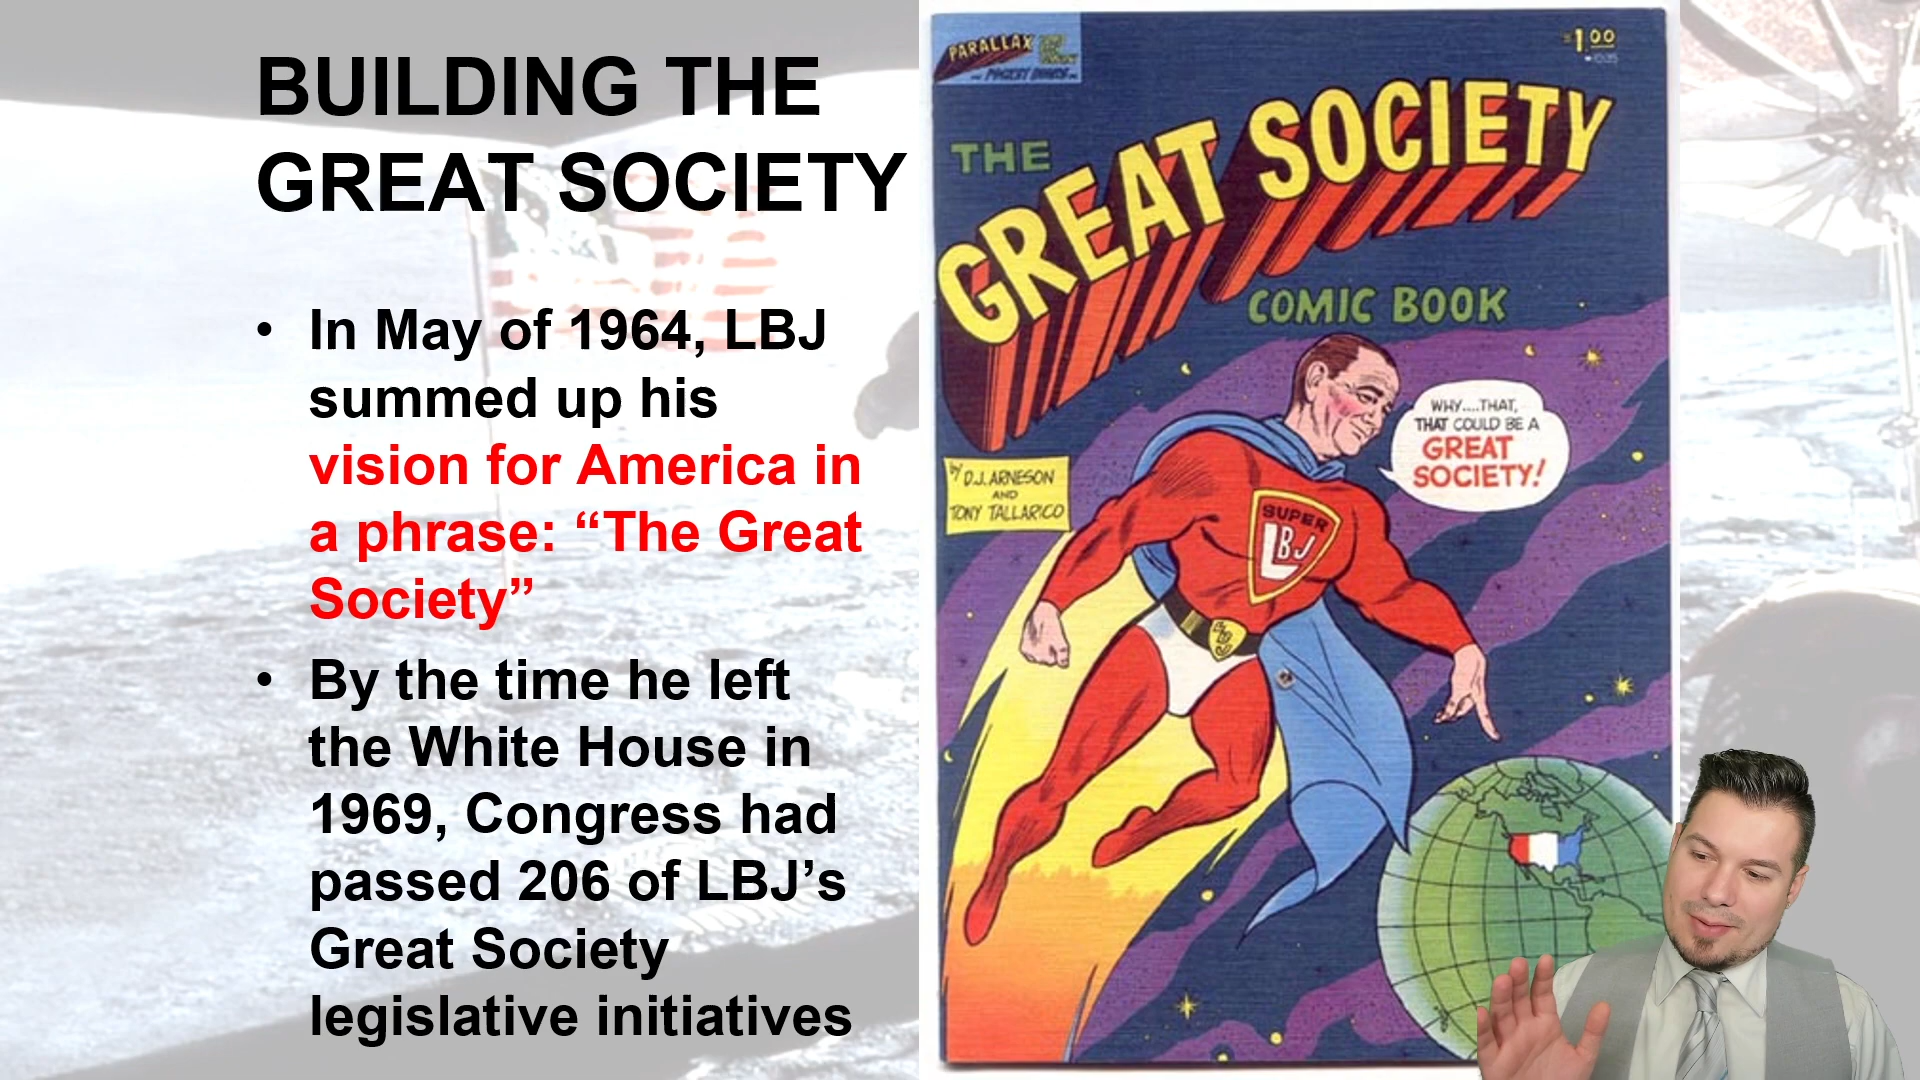 BUILDING THE
GREAT SOCIETY
• In May of 1964, LBJ
summed up his
vision for America in
a phrase: “The Great
Society”
• By the time he left
the White House in
1969, Congress had
passed 206 of LBJ’s
Great Society
legislative initiatives
PARALLAX
1.00
THE
GREAT SOCIETY
COMIC BOOK
WHY....THAT,
THAT COULD BE A
GREAT
SOCIETY!
by D.J. ARNESON
AND
TONY TALLARICO
SUPER
LBJ